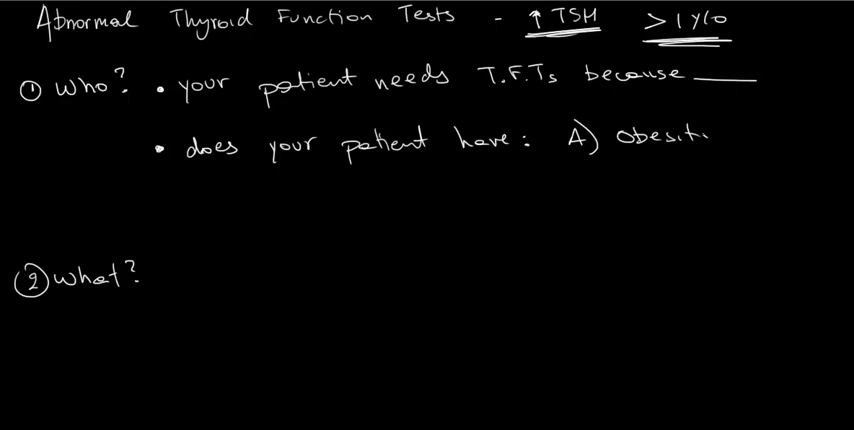 Abnormal Thyroid Function Tests - ↑ TSH > 1 y/o
① Who? • your patient needs T.F.Ts because ____
• does your patient have: A) Obesit
② What?